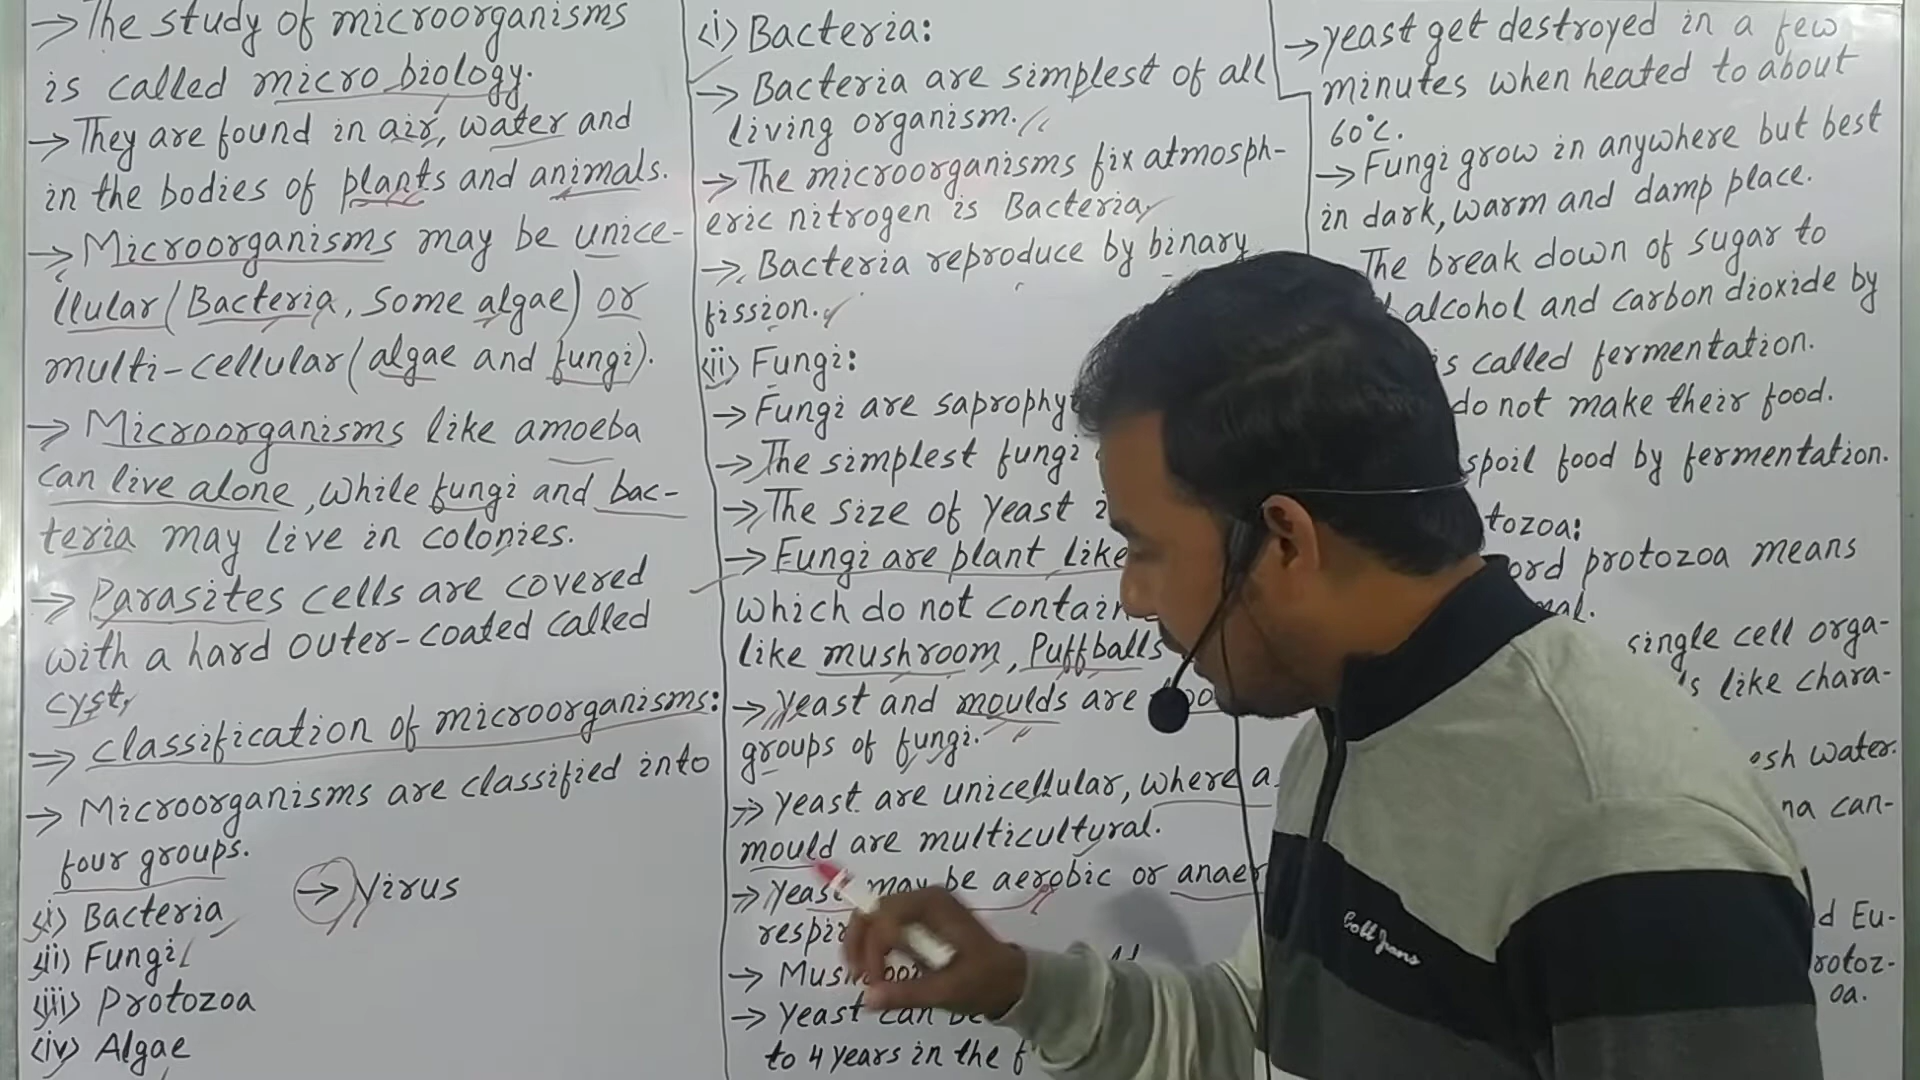 → The study of microorganisms
is called micro biology.
→ They are found in air, water and
in the bodies of plants and animals.
→ Microorganisms may be unice-
llular (Bacteria, some algae) or
multi-cellular (algae and fungi).
→ Microorganisms like amoeba
can live alone, while fungi and bac-
teria may live in colonies.
→ Parasites cells are covered
with a hard outer-coated called
cyst,
→ classification of microorganisms:
→ Microorganisms are classified into
four groups.
(i) Bacteria
(ii) Fungi
(iii) Protozoa
(iv) Algae
→ Virus
(i) Bacteria:
→ Bacteria are simplest of all
living organism.
→ The microorganisms fix atmosph-
eric nitrogen is Bacteria,
→ Bacteria reproduce by binary
fission.
(ii) Fungi:
→ Fungi are
→ The simplest fungi
→ The size of yeast
→ Fungi are plant like
which do not contain
like mushroom, Puffballs
→ Yeast and moulds are
groups of fungi.
→ Yeast are unicellular, where a
mould are multicultural.
→ Yeast may be aerobic or
→
→ Yeast can
to 4 years in the
→ yeast get destroyed in a few
minutes when heated to about
60°C.
→ Fungi grow in anywhere but best
in dark, warm and damp place.
The break down of sugar to
alcohol and carbon dioxide by
is called fermentation.
do not make their food.
spoil food by fermentation.
tozoa:
protozoa means
single cell orga-
like chara-
water.
can-
Eu-
oa.